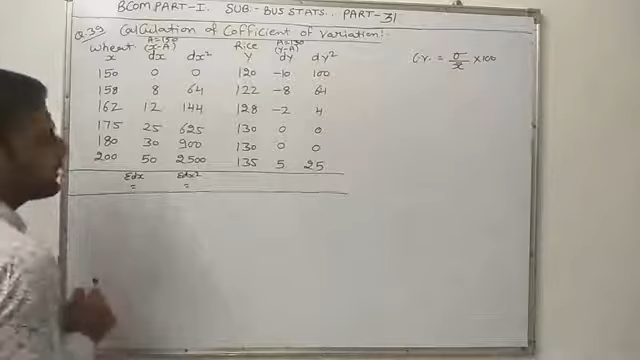 BCOM PART-I. SUB:- BUS STATS. PART-31
Q.39 Calculation of Coefficient of Variation:-
A=150 A=130
Wheat (x-A) Rice (y-A)
x dx dx² Y dy dy²
150 0 0 120 -10 100
158 8 64 122 -8 64
162 12 144 128 -2 4
175 25 625 130 0 0
180 30 900 130 0 0
200 50 2500 135 5 25
Σdx Σdx²
= =
C.V. = σ/x̄ ×100